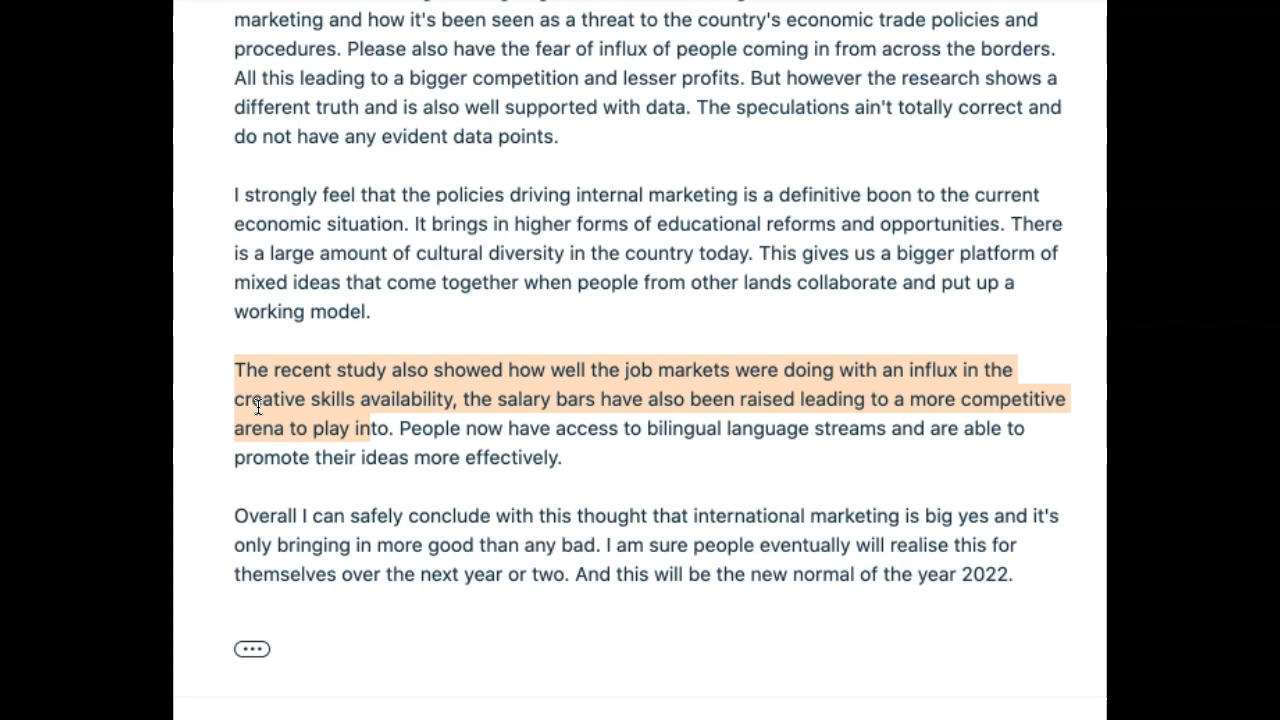 marketing and how it's been seen as a threat to the country's economic trade policies and
procedures. Please also have the fear of influx of people coming in from across the borders.
All this leading to a bigger competition and lesser profits. But however the research shows a
different truth and is also well supported with data. The speculations ain't totally correct and
do not have any evident data points.
I strongly feel that the policies driving internal marketing is a definitive boon to the current
economic situation. It brings in higher forms of educational reforms and opportunities. There
is a large amount of cultural diversity in the country today. This gives us a bigger platform of
mixed ideas that come together when people from other lands collaborate and put up a
working model.
The recent study also showed how well the job markets were doing with an influx in the
creative skills availability, the salary bars have also been raised leading to a more competitive
arena to play into. People now have access to bilingual language streams and are able to
promote their ideas more effectively.
Overall I can safely conclude with this thought that international marketing is big yes and it's
only bringing in more good than any bad. I am sure people eventually will realise this for
themselves over the next year or two. And this will be the new normal of the year 2022.